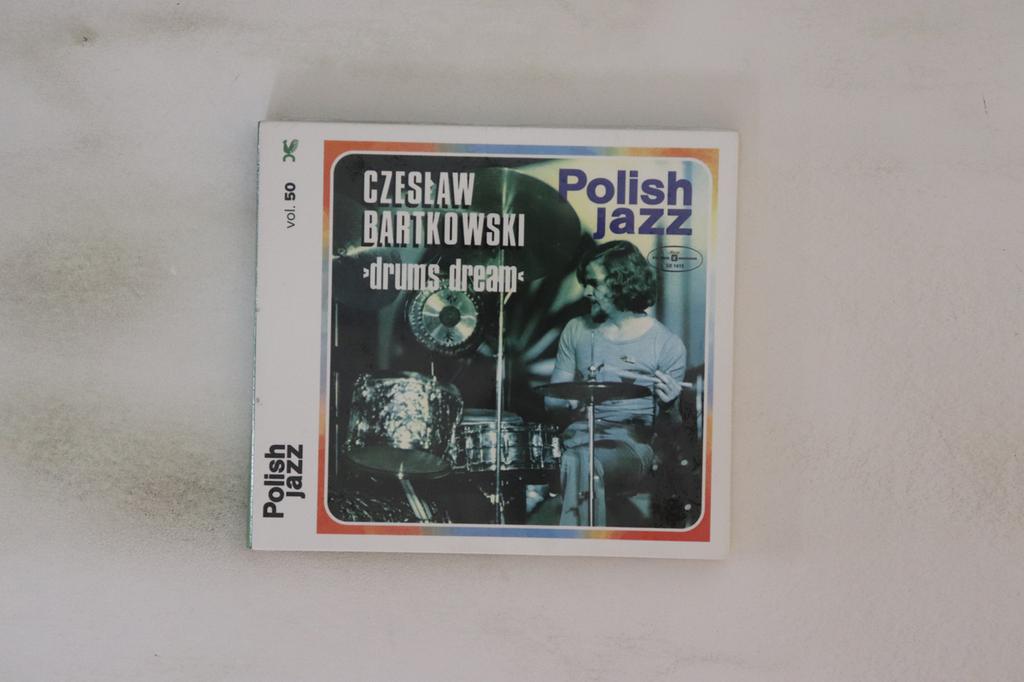 CZESŁAW
BARTKOWSKI
›drums dream‹
Polish
jazz
vol. 50
Polish
jazz